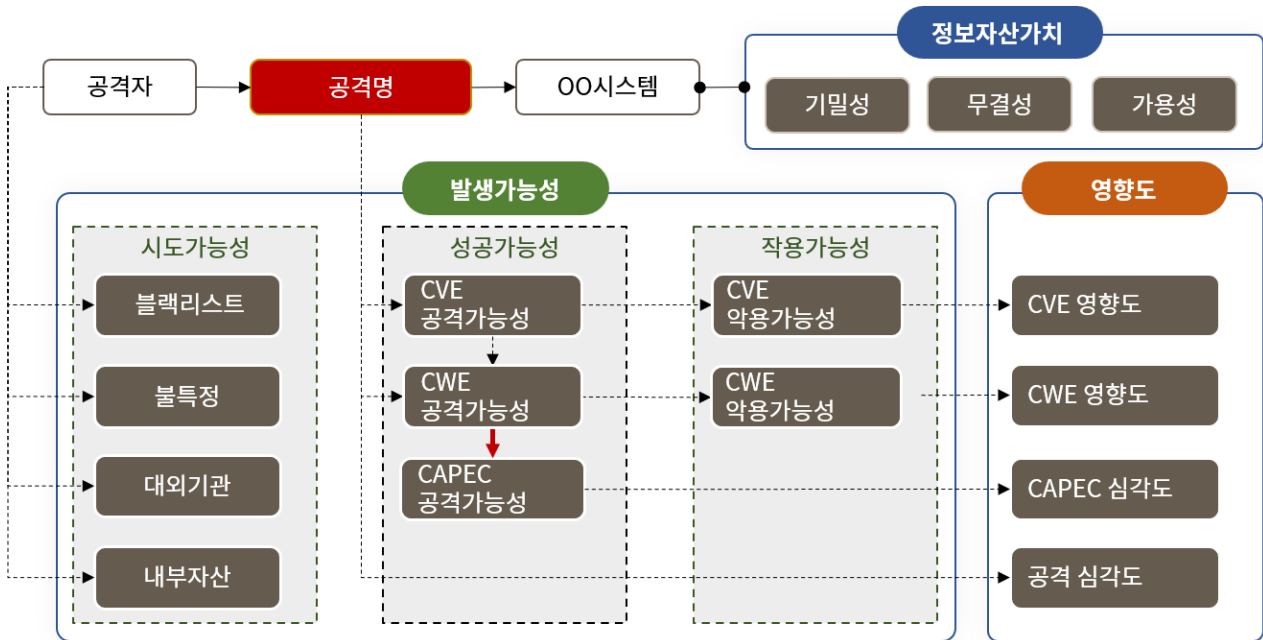 정보자산가치
공격자
공격명
OO시스템
기밀성
무결성
가용성
발생가능성
영향도
시도가능성
성공가능성
작용가능성
블랙리스트
CVE
공격가능성
CVE
악용가능성
CVE 영향도
불특정
CWE
공격가능성
CWE
악용가능성
CWE 영향도
대외기관
CAPEC
공격가능성
CAPEC 심각도
내부자산
공격 심각도